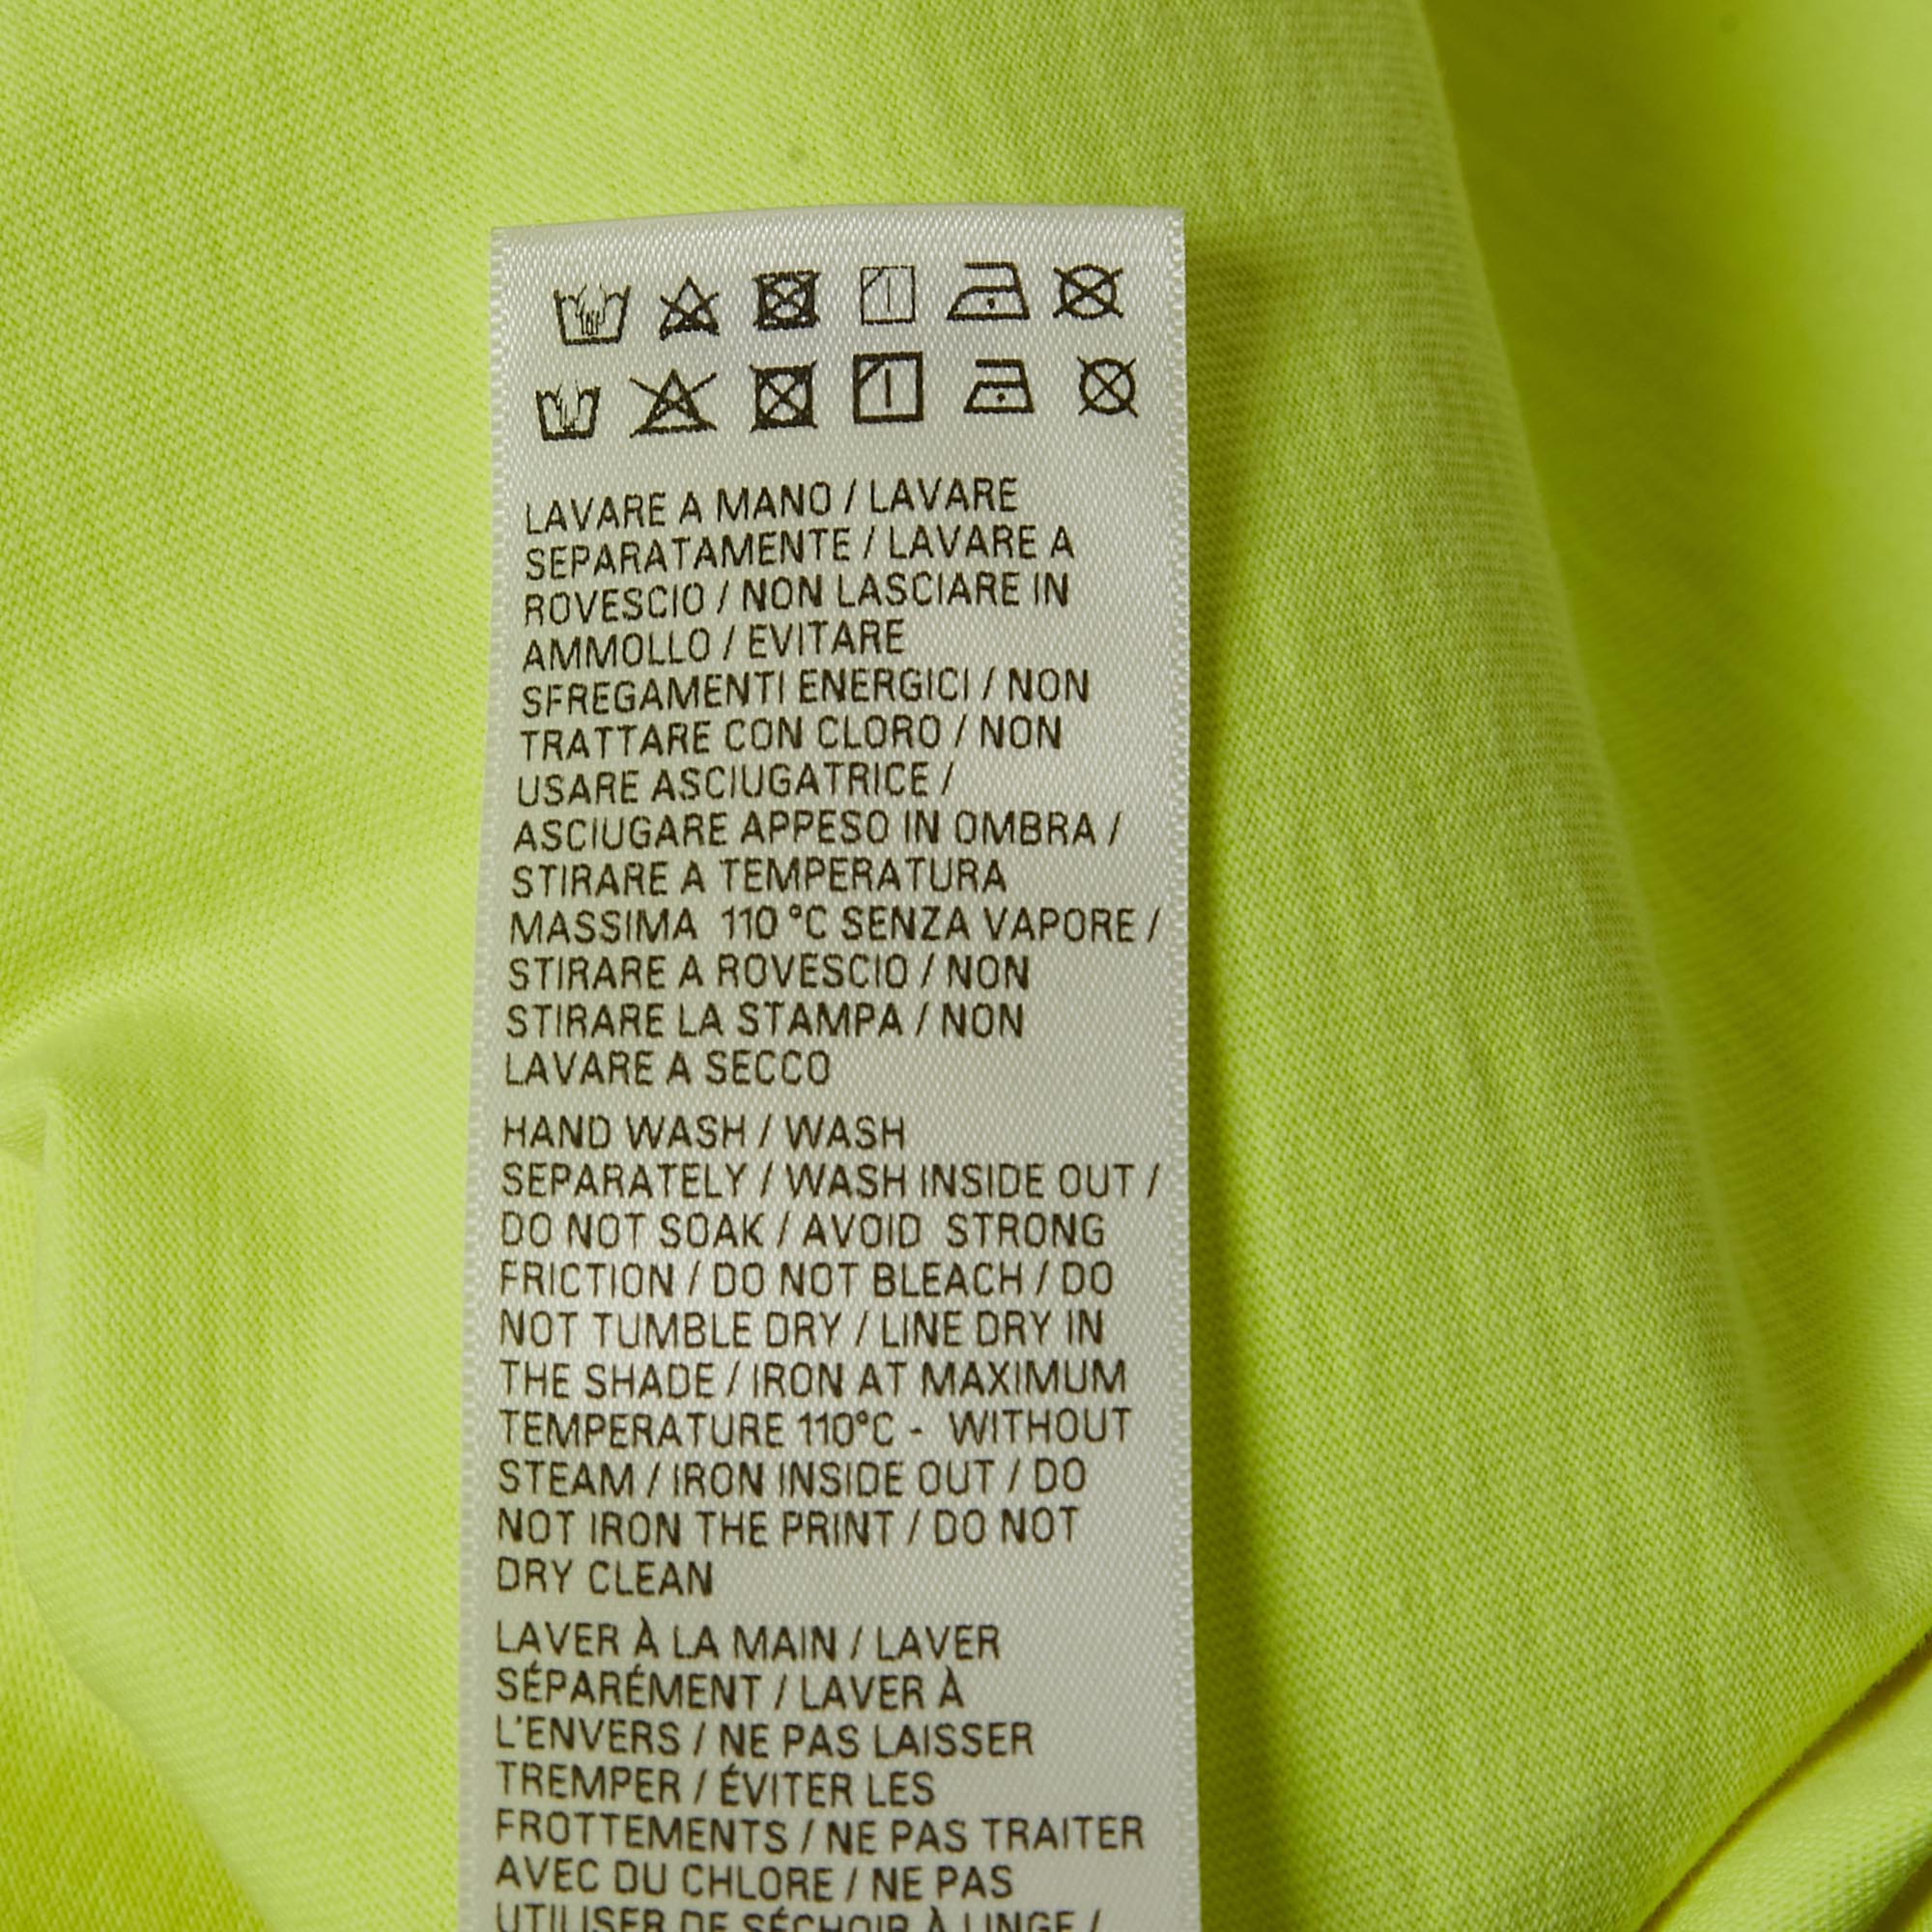 LAVARE A MANO / LAVARE
SEPARATAMENTE / LAVARE A
ROVESCIO / NON LASCIARE IN
AMMOLLO / EVITARE
SFREGAMENTI ENERGICI / NON
TRATTARE CON CLORO / NON
USARE ASCIUGATRICE /
ASCIUGARE APPESO IN OMBRA /
STIRARE A TEMPERATURA
MASSIMA 110 °C SENZA VAPORE /
STIRARE A ROVESCIO / NON
STIRARE LA STAMPA / NON
LAVARE A SECCO
HAND WASH / WASH
SEPARATELY / WASH INSIDE OUT /
DO NOT SOAK / AVOID STRONG
FRICTION / DO NOT BLEACH / DO
NOT TUMBLE DRY / LINE DRY IN
THE SHADE / IRON AT MAXIMUM
TEMPERATURE 110°C - WITHOUT
STEAM / IRON INSIDE OUT / DO
NOT IRON THE PRINT / DO NOT
DRY CLEAN
LAVER À LA MAIN / LAVER
SÉPARÉMENT / LAVER À
L'ENVERS / NE PAS LAISSER
TREMPER / ÉVITER LES
FROTTEMENTS / NE PAS TRAITER
AVEC DU CHLORE / NE PAS
UTILISER DE SÉCHOIR À LINGE /